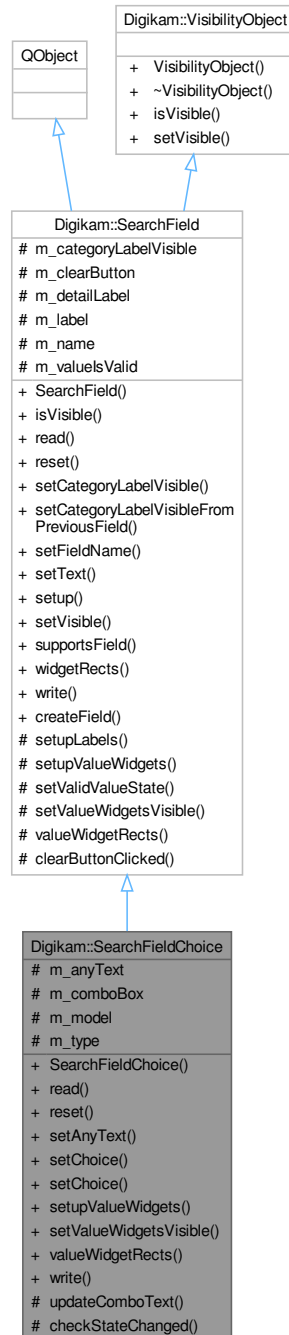 Digikam::VisibilityObject
+ VisibilityObject()
+ ~VisibilityObject()
+ isVisible()
+ setVisible()
QObject
Digikam::SearchField
# m_categoryLabelVisible
# m_clearButton
# m_detailLabel
# m_label
# m_name
# m_valueIsValid
+ SearchField()
+ isVisible()
+ read()
+ reset()
+ setCategoryLabelVisible()
+ setCategoryLabelVisibleFrom
PreviousField()
+ setFieldName()
+ setText()
+ setup()
+ setVisible()
+ supportsField()
+ widgetRects()
+ write()
+ createField()
# setupLabels()
# setupValueWidgets()
# setValidValueState()
# setValueWidgetsVisible()
# valueWidgetRects()
# clearButtonClicked()
Digikam::SearchFieldChoice
# m_anyText
# m_comboBox
# m_model
# m_type
+ SearchFieldChoice()
+ read()
+ reset()
+ setAnyText()
+ setChoice()
+ setChoice()
+ setupValueWidgets()
+ setValueWidgetsVisible()
+ valueWidgetRects()
+ write()
# updateComboText()
# checkStateChanged()